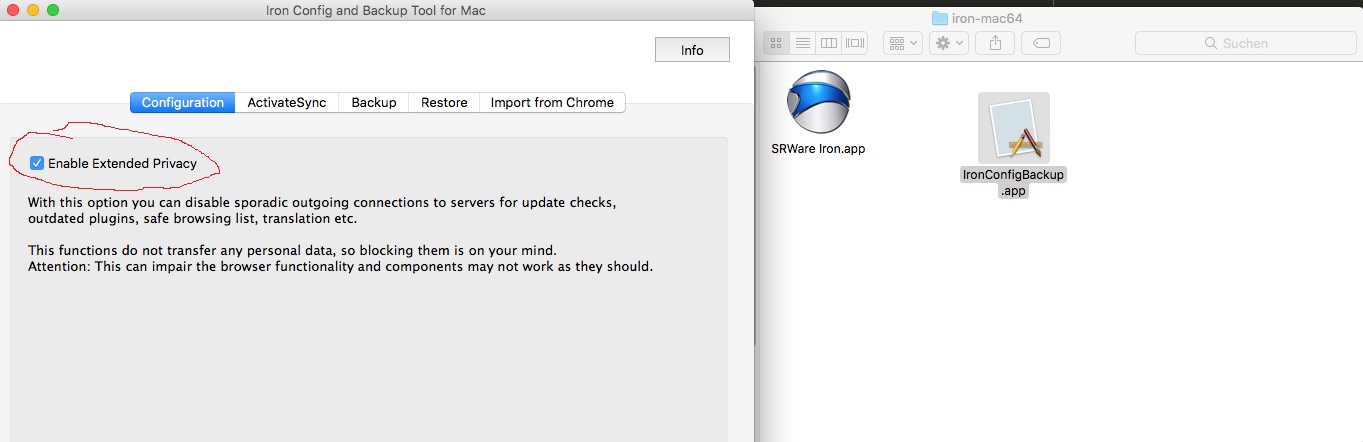 Iron Config and Backup Tool for Mac
Info
Configuration
ActivateSync
Backup
Restore
Import from Chrome
Enable Extended Privacy
With this option you can disable sporadic outgoing connections to servers for update checks,
outdated plugins, safe browsing list, translation etc.
This functions do not transfer any personal data, so blocking them is on your mind.
Attention: This can impair the browser functionality and components may not work as they should.
iron-mac64
Suchen
SRWare Iron.app
IronConfigBackup
.app